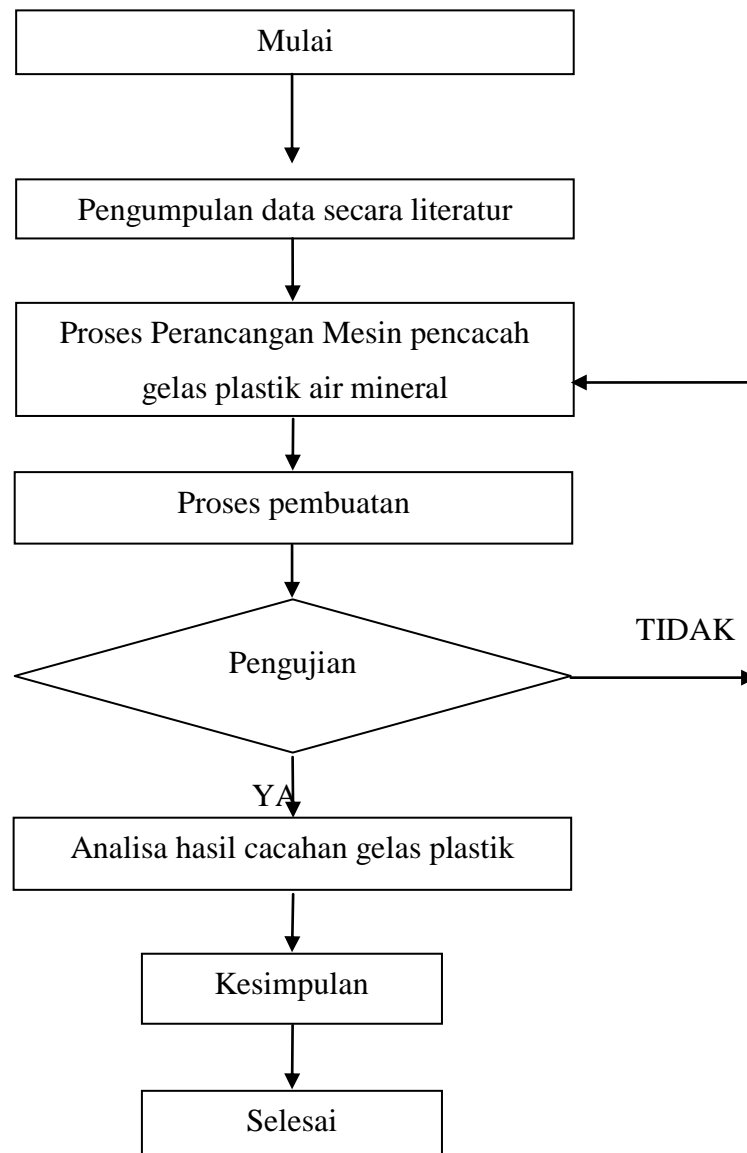 Mulai
Pengumpulan data secara literatur
Proses Perancangan Mesin pencacah
gelas plastik air mineral
Proses pembuatan
TIDAK
Pengujian
YA
Analisa hasil cacahan gelas plastik
Kesimpulan
Selesai